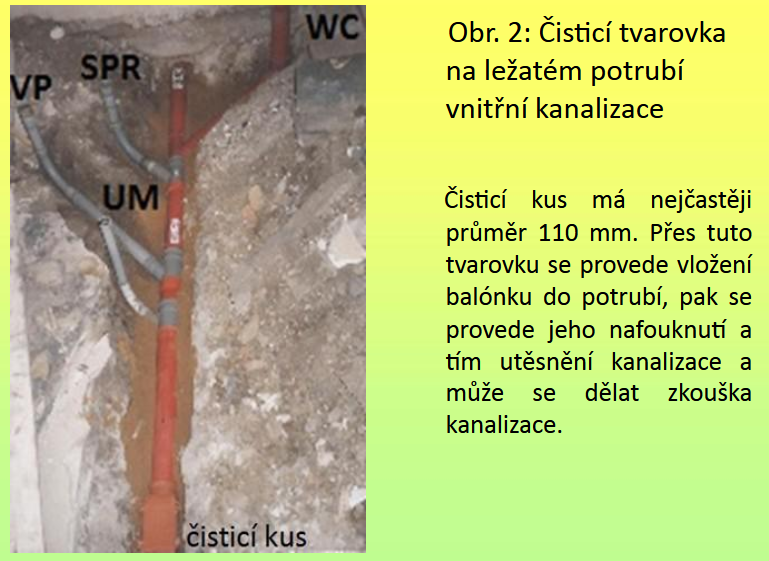 WC
SPR
VP
UM
čisticí kus
Obr. 2: Čisticí tvarovka
na ležatém potrubí
vnitřní kanalizace
Čisticí kus má nejčastěji
průměr 110 mm. Přes tuto
tvarovku se provede vložení
balónku do potrubí, pak se
provede jeho nafouknutí a
tím utěsnění kanalizace a
může se dělat zkouška
kanalizace.